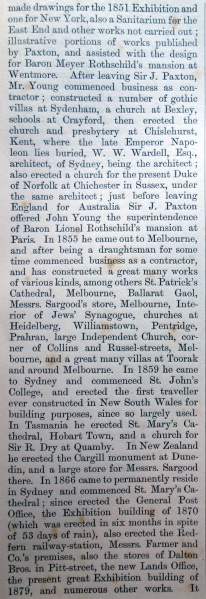 made drawings for the 1851 Exhibition and
one for New York, also a Sanitarium for the
East End and other works not carried out;
illustrative portions of works published
by Paxton, and assisted with the design
for Baron Meyer Rothschild's mansion at
Wentmore. After leaving Sir J. Paxton,
Mr. Young commenced business as con-
tractor; constructed a number of gothic
villas at Sydenham, a church at Bexley,
schools at Crayford, then erected the
church and presbytery at Chislehurst,
Kent, where the late Emperor Napo-
leon lies buried, W. W. Wardell, Esq.,
architect, of Sydney, being the architect;
also erected a church for the present Duke
of Norfolk at Chichester in Sussex, under
the same architect; just before leaving
England for Australia Sir J. Paxton
offered John Young the superintendence
of Baron Lionel Rothschild's mansion at
Paris. In 1855 he came out to Melbourne,
and after being a draughtsman for some
time commenced business as a contractor,
and has constructed a great many works
of various kinds, among others St. Patrick's
Cathedral, Melbourne, Ballarat Gaol,
Messrs. Sargood's store, Melbourne, Inte-
rior of Jews' Synagogue, churches at
Heidelberg, Williamstown, Pentridge,
Prahran, large Independent Church, cor-
ner of Collins and Russel-streets, Mel-
bourne, and a great many villas at Toorak
and around Melbourne. In 1859 he came
to Sydney and commenced St. John's
College, and erected the first traveller
ever constructed in New South Wales for
building purposes, since so largely used.
In Tasmania he erected St. Mary's Ca-
thedral, Hobart Town, and a church for
Sir R. Dry at Quamby. In New Zealand
he erected the Cargill monument at Dune-
din, and a large store for Messrs. Sargood
there. In 1866 came to permanently reside
in Sydney and commenced St. Mary's Ca-
thedral; since erected the General Post
Office, the Exhibition building of 1870
(which was erected in six months in spite
of 53 days of rain), also erected the Red-
fern railway-station, Messrs. Farmer and
Co.'s premises, also the stores of Dalton
Bros. in Pitt-street, the new Lands Office,
the present great Exhibition building of
1879, and numerous other works. It